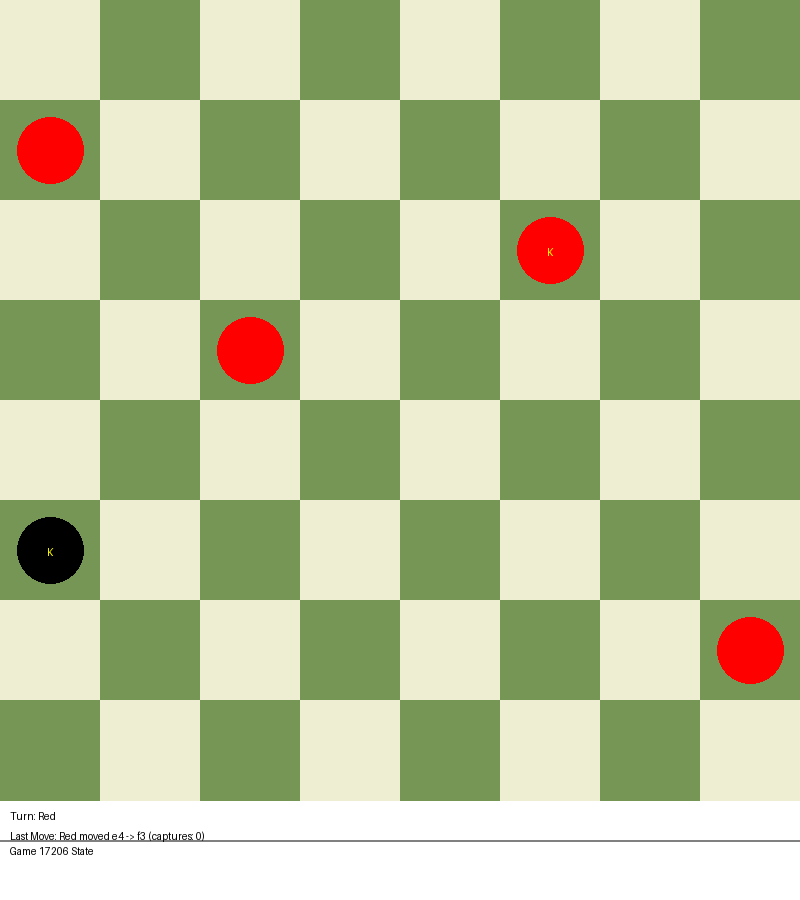 K
K
Turn: Red
Last Move: Red moved e4 -> f3 (captures: 0)
Game 17206 State